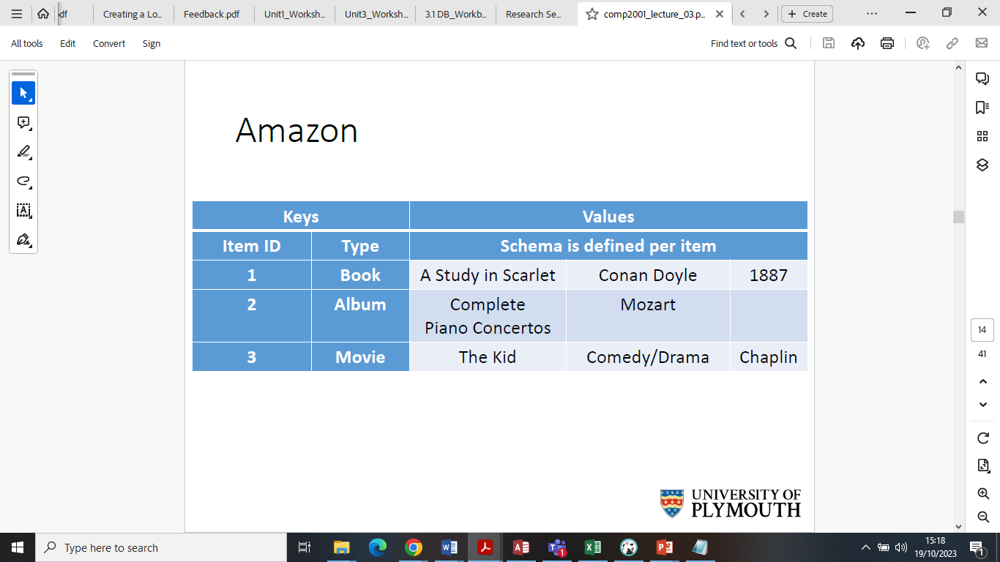 df
Creating a Lo...
Feedback.pdf
Unit1_Worksh...
Unit3_Worksh...
3.1 DB_Workb...
Research Se...
comp2001_lecture_03.p...
Create
All tools
Edit
Convert
Sign
Find text or tools
Amazon
Keys Values
Item ID Type Schema is defined per item
1 Book A Study in Scarlet Conan Doyle 1887
2 Album Complete Mozart
Piano Concertos
3 Movie The Kid Comedy/Drama Chaplin
14
41
UNIVERSITY OF
PLYMOUTH
Type here to search
15:18
19/10/2023
1
1